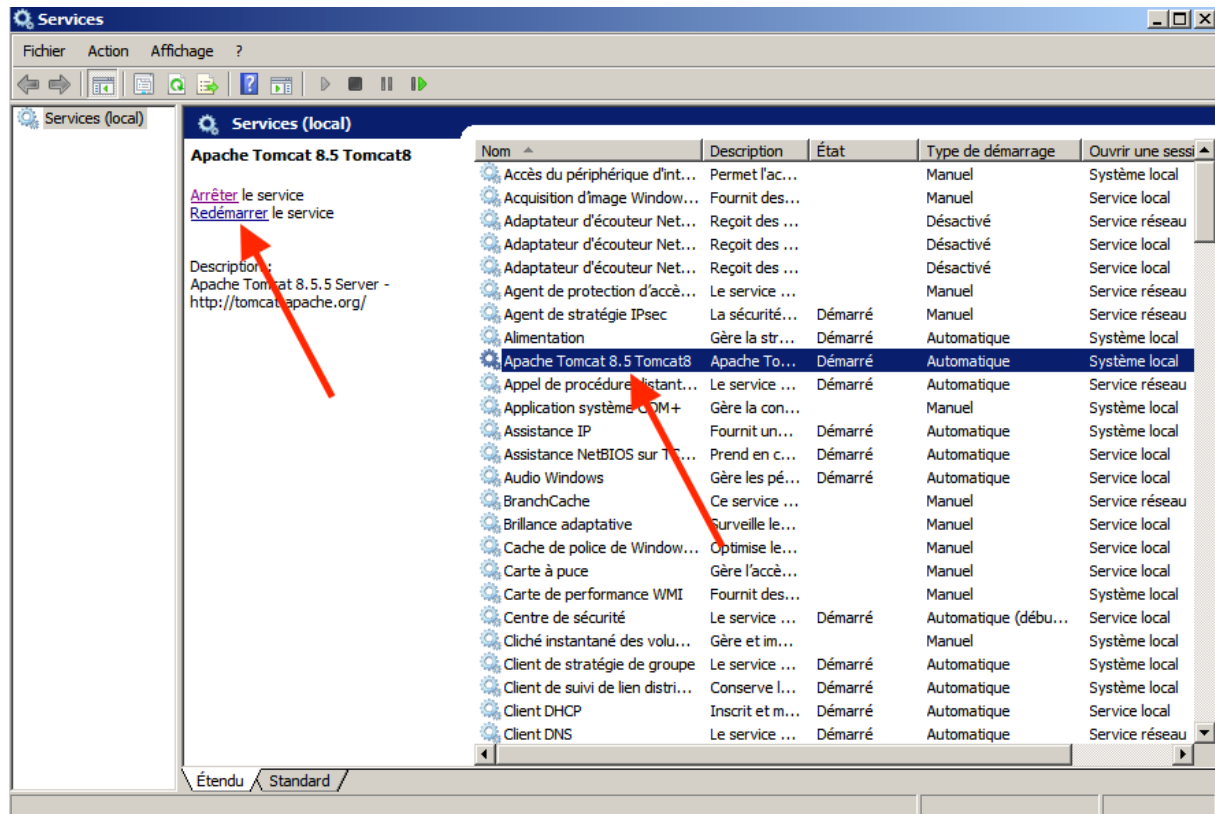 Services
Fichier Action Affichage ?
Services (local)
Services (local)
Apache Tomcat 8.5 Tomcat8
Arrêter le service
Redémarrer le service
Description :
Apache Tomcat 8.5.5 Server -
http://tomcat.apache.org/
Nom Description État Type de démarrage Ouvrir une sessi
Accès du périphérique d'int... Permet l'ac... Manuel Système local
Acquisition d'image Window... Fournit des... Manuel Service local
Adaptateur d'écouteur Net... Reçoit des ... Désactivé Service réseau
Adaptateur d'écouteur Net... Reçoit des ... Désactivé Service local
Adaptateur d'écouteur Net... Reçoit des ... Désactivé Service local
Agent de protection d’accè... Le service ... Manuel Service réseau
Agent de stratégie IPsec La sécurité... Démarré Manuel Service réseau
Alimentation Gère la str... Démarré Automatique Système local
Apache Tomcat 8.5 Tomcat8 Apache To... Démarré Automatique Système local
Appel de procédure distant... Le service ... Démarré Automatique Service réseau
Application système COM+ Gère la con... Manuel Système local
Assistance IP Fournit un... Démarré Automatique Système local
Assistance NetBIOS sur TC... Prend en c... Démarré Automatique Service local
Audio Windows Gère les pé... Démarré Automatique Service local
BranchCache Ce service ... Manuel Service réseau
Brillance adaptative Surveille le... Manuel Service local
Cache de police de Window... Optimise le... Manuel Service local
Carte à puce Gère l’accè... Manuel Service local
Carte de performance WMI Fournit des... Manuel Système local
Centre de sécurité Le service ... Démarré Automatique (débu... Service local
Cliché instantané des volu... Gère et im... Manuel Système local
Client de stratégie de groupe Le service ... Démarré Automatique Système local
Client de suivi de lien distri... Conserve l... Démarré Automatique Système local
Client DHCP Inscrit et m... Démarré Automatique Service local
Client DNS Le service ... Démarré Automatique Service réseau
Étendu Standard